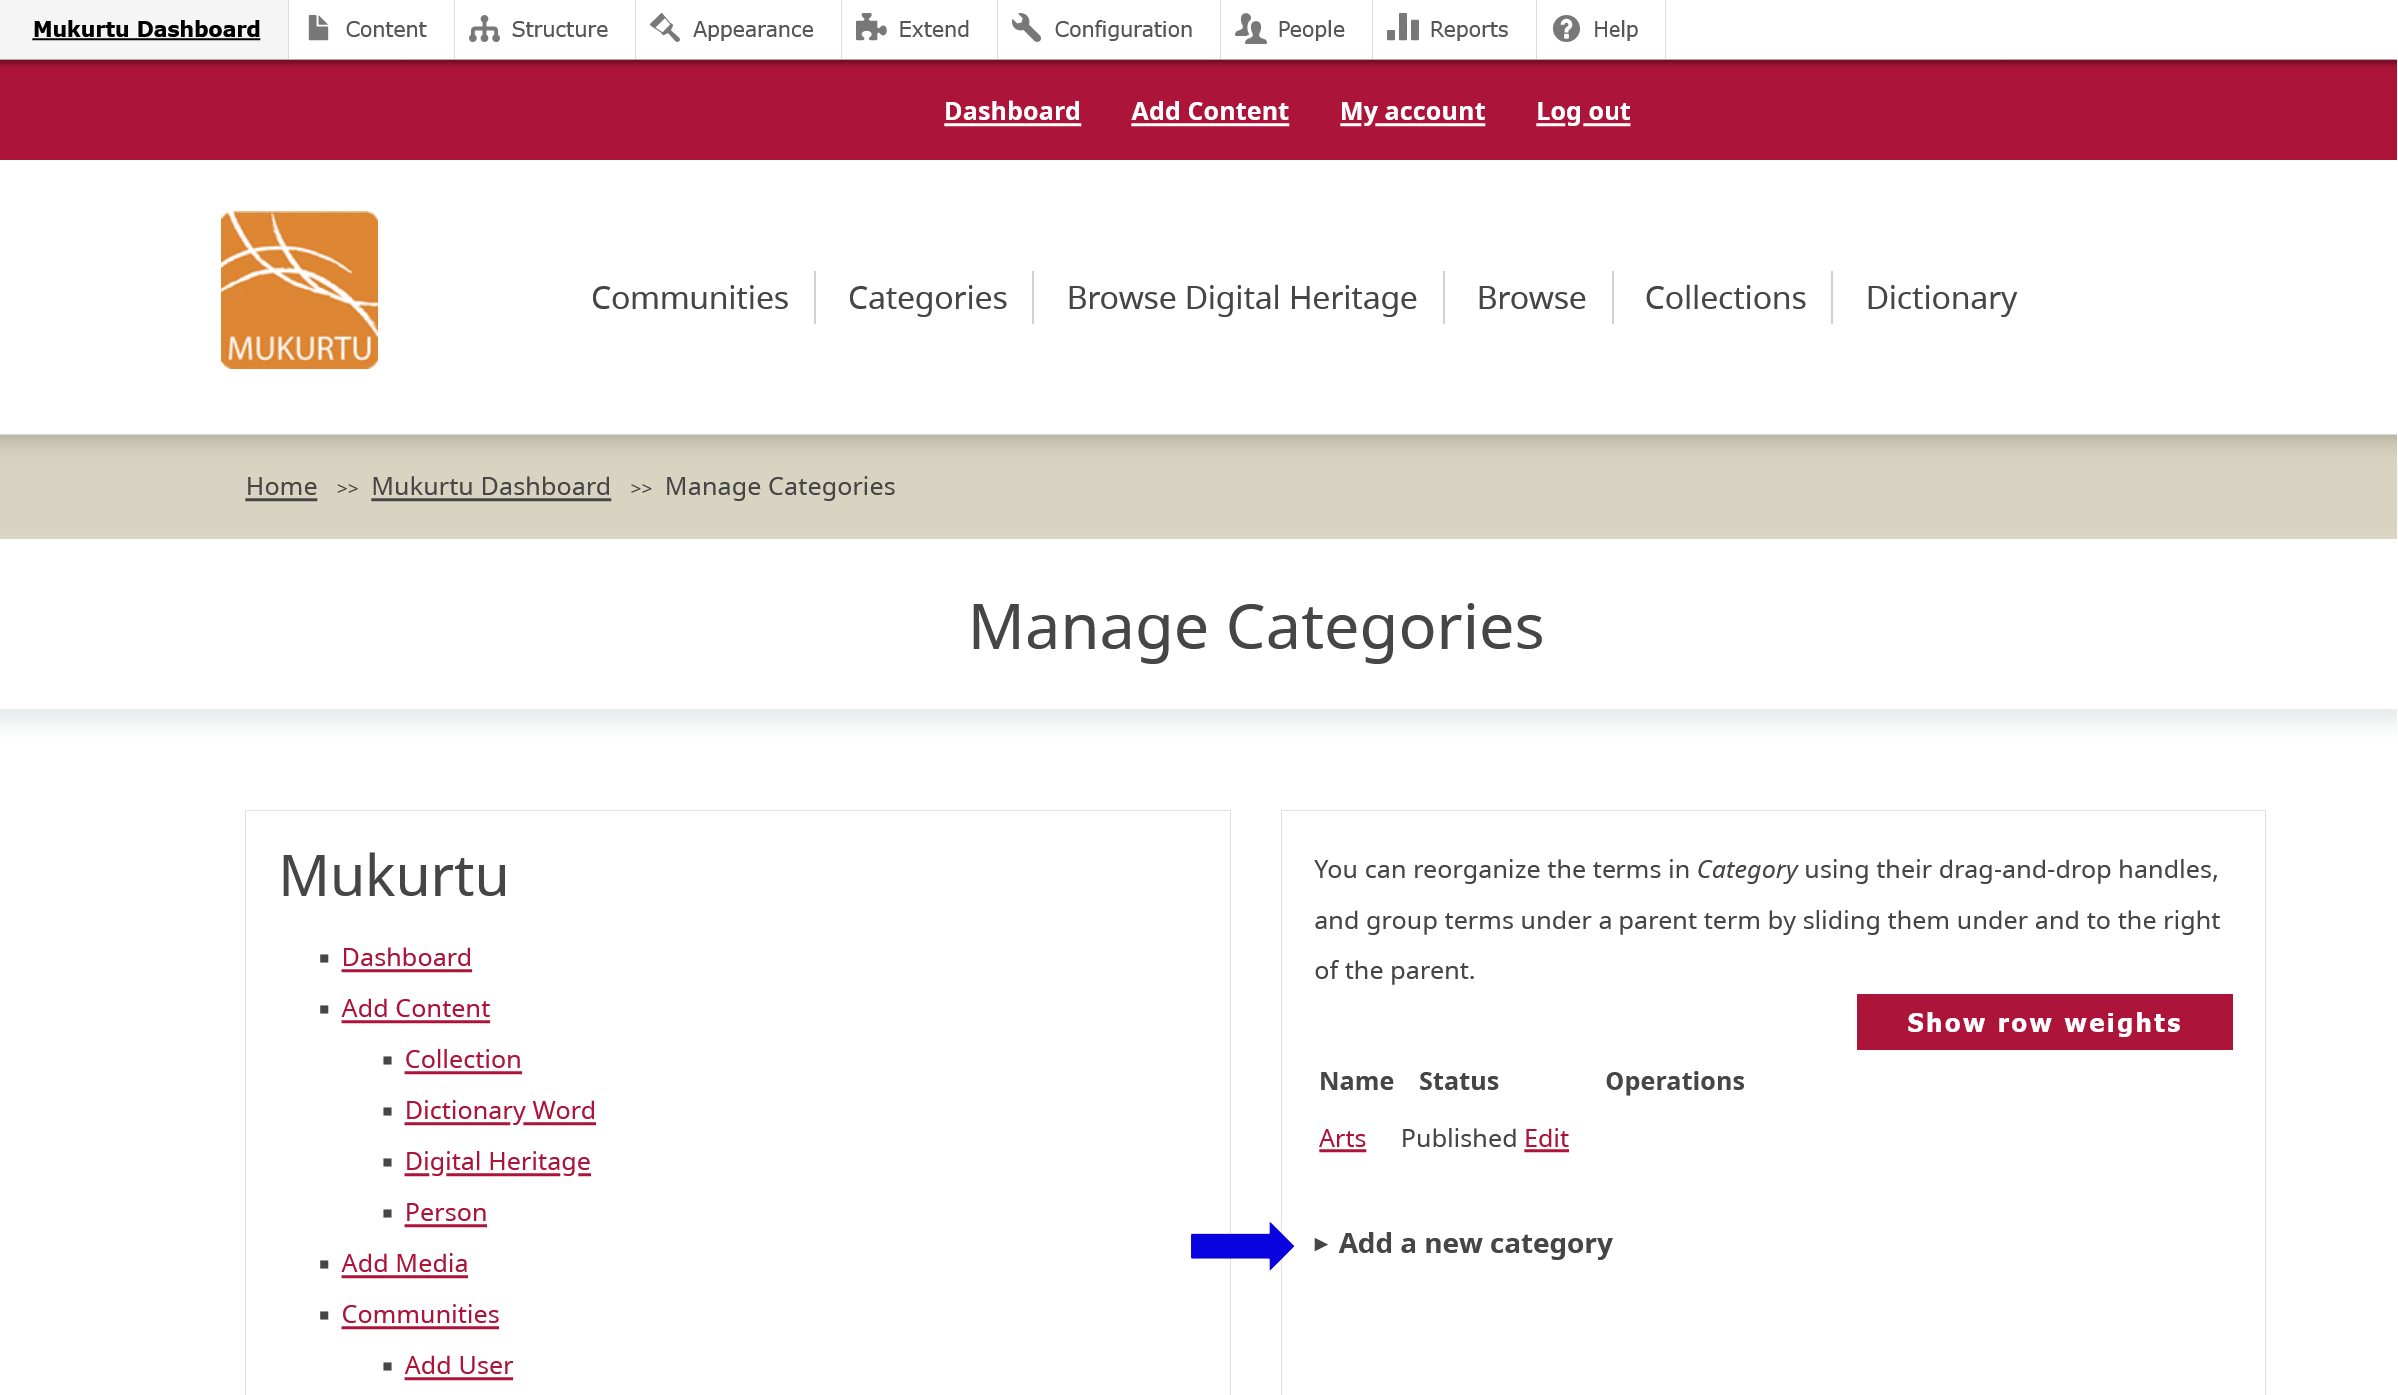 Mukurtu Dashboard Content Structure Appearance Extend Configuration People Reports Help
Dashboard Add Content My account Log out
MUKURTU
Communities Categories Browse Digital Heritage Browse Collections Dictionary
Home >> Mukurtu Dashboard >> Manage Categories
Manage Categories
Mukurtu
Dashboard
Add Content
Collection
Dictionary Word
Digital Heritage
Person
Add Media
Communities
Add User
You can reorganize the terms in Category using their drag-and-drop handles,
and group terms under a parent term by sliding them under and to the right
of the parent.
Show row weights
Name Status Operations
Arts Published Edit
Add a new category